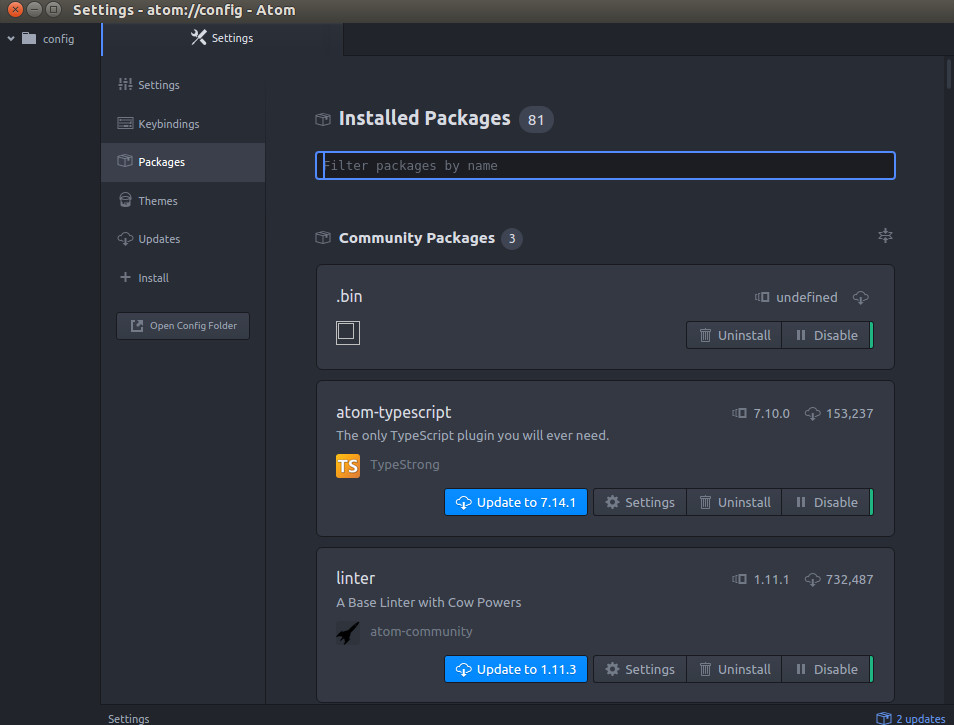 Settings - atom://config - Atom
config
Settings
Settings
Keybindings
Packages
Themes
Updates
Install
Open Config Folder
Installed Packages 81
Filter packages by name
Community Packages 3
.bin
undefined
Uninstall
Disable
atom-typescript
7.10.0
153,237
The only TypeScript plugin you will ever need.
TS
TypeStrong
Update to 7.14.1
Settings
Uninstall
Disable
linter
1.11.1
732,487
A Base Linter with Cow Powers
atom-community
Update to 1.11.3
Settings
Uninstall
Disable
Settings
2 updates